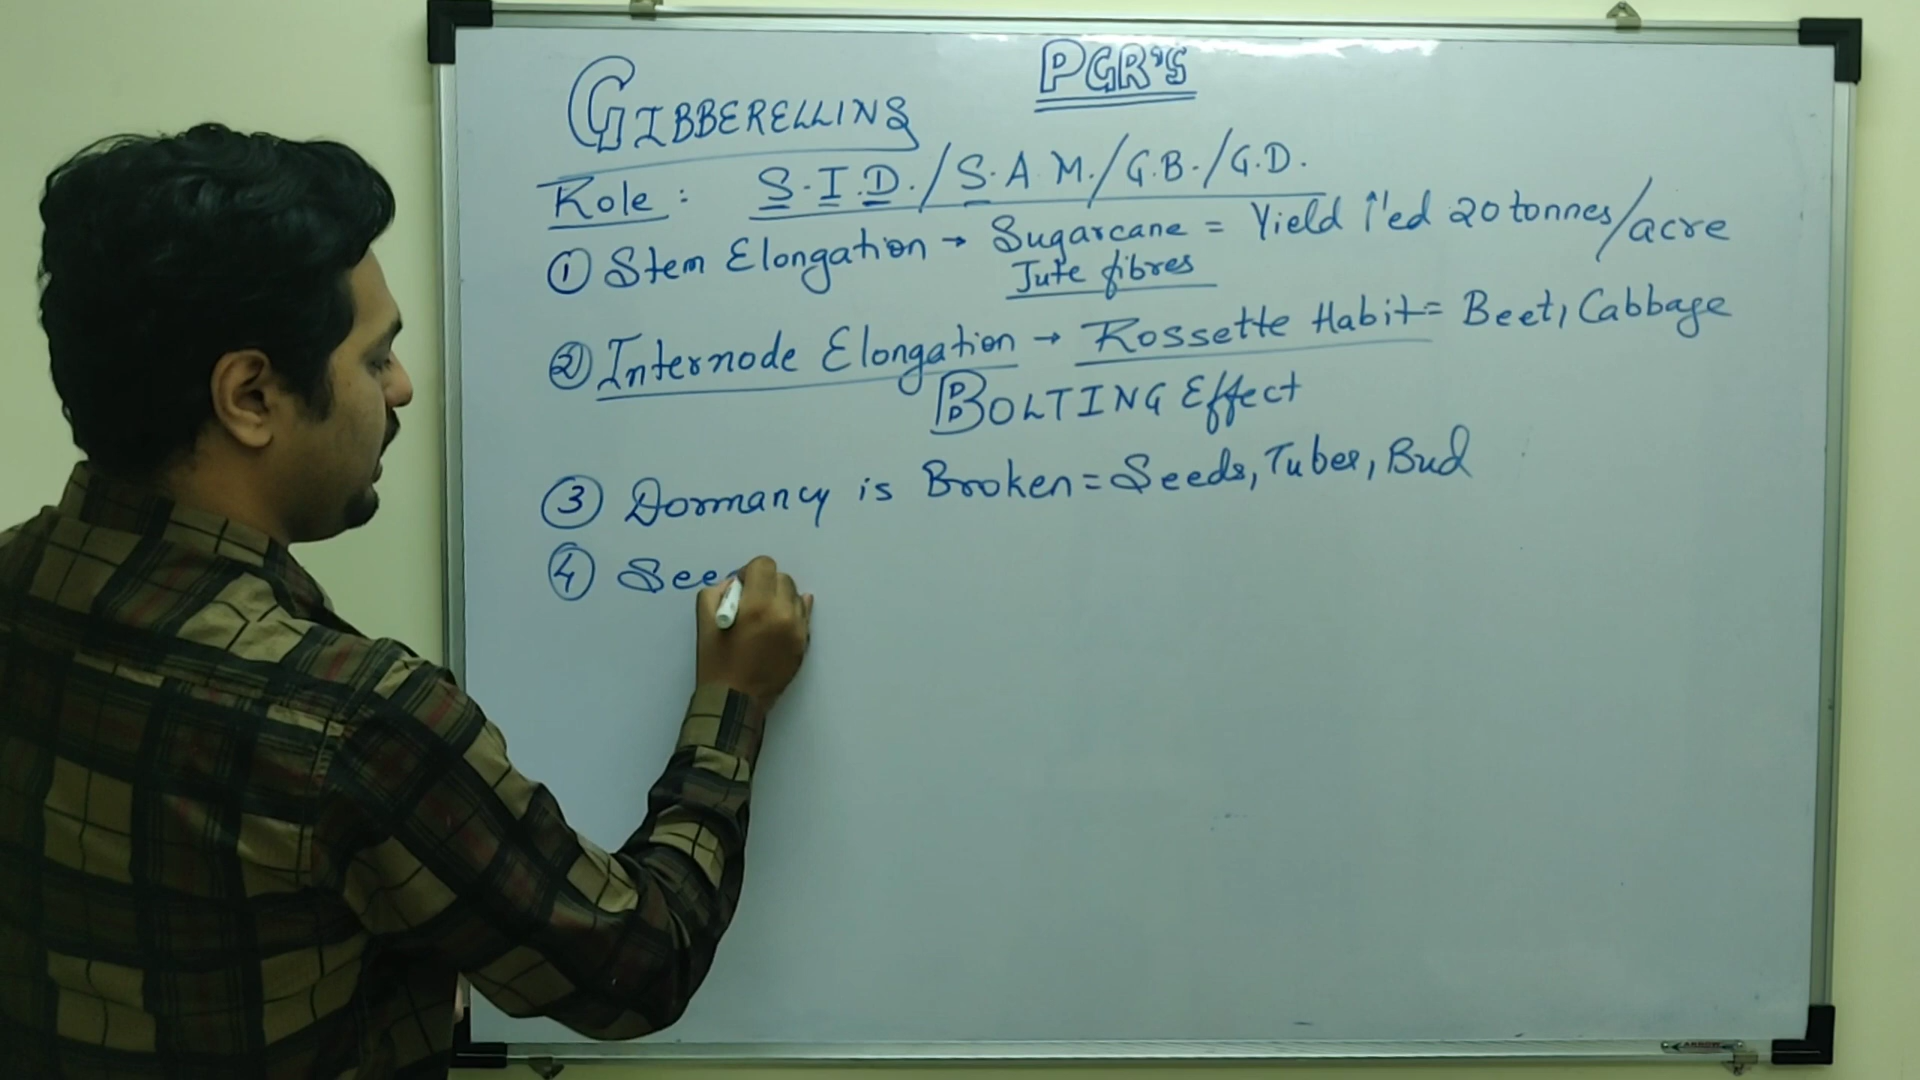 PGR'S
GIBBERELLINS
Role : S.I.D./S.A.M./G.B./G.D.
① Stem Elongation → Sugarcane = Yield ↑'ed 20 tonnes/acre
Jute fibres
② Internode Elongation → Rossette Habit = Beet, Cabbage
BOLTING Effect
③ Dormancy is Broken = Seeds, Tuber, Bud
④ See